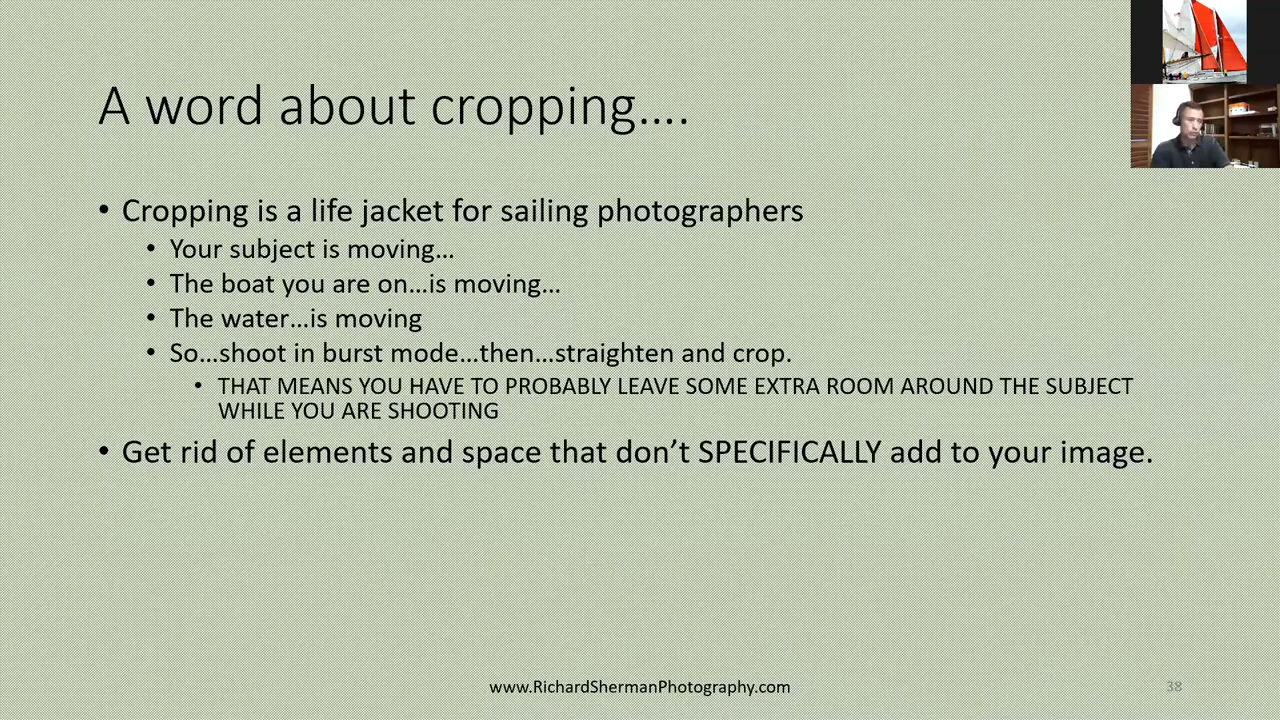 A word about cropping....
• Cropping is a life jacket for sailing photographers
• Your subject is moving...
• The boat you are on...is moving...
• The water...is moving
• So...shoot in burst mode...then...straighten and crop.
• THAT MEANS YOU HAVE TO PROBABLY LEAVE SOME EXTRA ROOM AROUND THE SUBJECT
WHILE YOU ARE SHOOTING
• Get rid of elements and space that don’t SPECIFICALLY add to your image.
www.RichardShermanPhotography.com
38